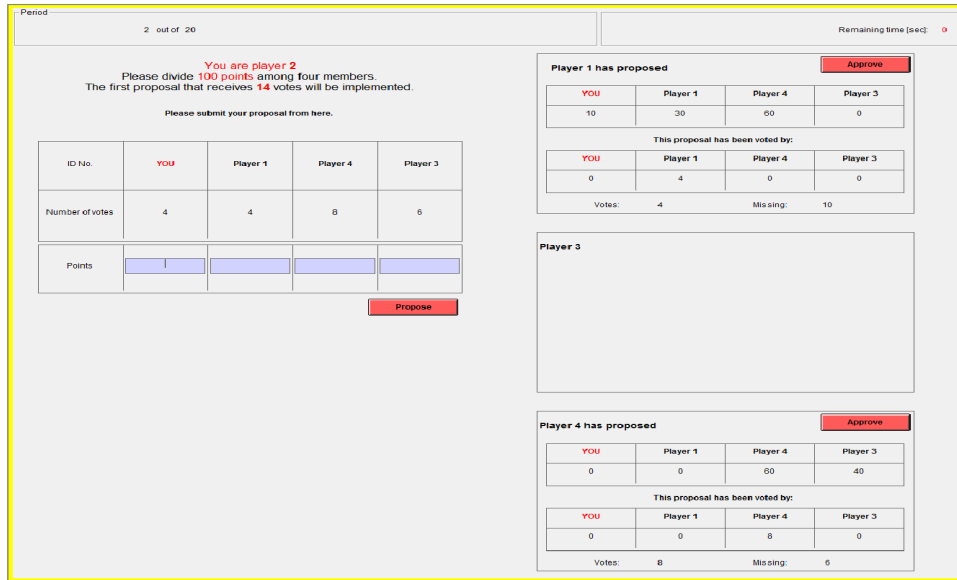 Period
2 out of 20
Remaining time [sec]: 0
You are player 2
Please divide 100 points among four members.
The first proposal that receives 14 votes will be implemented.
Please submit your proposal from here.
ID No. YOU Player 1 Player 4 Player 3
Number of votes 4 4 8 6
Points
Propose
Player 1 has proposed
Approve
YOU Player 1 Player 4 Player 3
10 30 60 0
This proposal has been voted by:
YOU Player 1 Player 4 Player 3
0 4 0 0
Votes: 4 Missing: 10
Player 3
Player 4 has proposed
Approve
YOU Player 1 Player 4 Player 3
0 0 60 40
This proposal has been voted by:
YOU Player 1 Player 4 Player 3
0 0 8 0
Votes: 8 Missing: 6